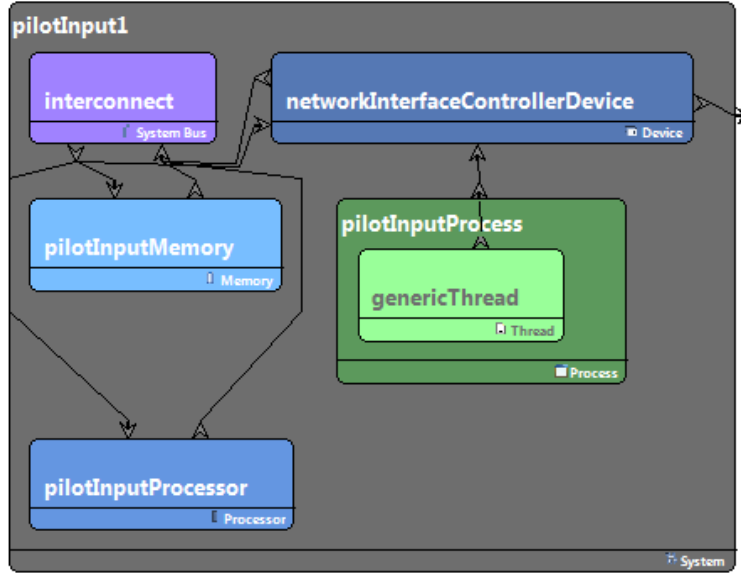 pilotInput1
interconnect
System Bus
networkInterfaceControllerDevice
Device
pilotInputMemory
Memory
pilotInputProcess
genericThread
Thread
Process
pilotInputProcessor
Processor
System